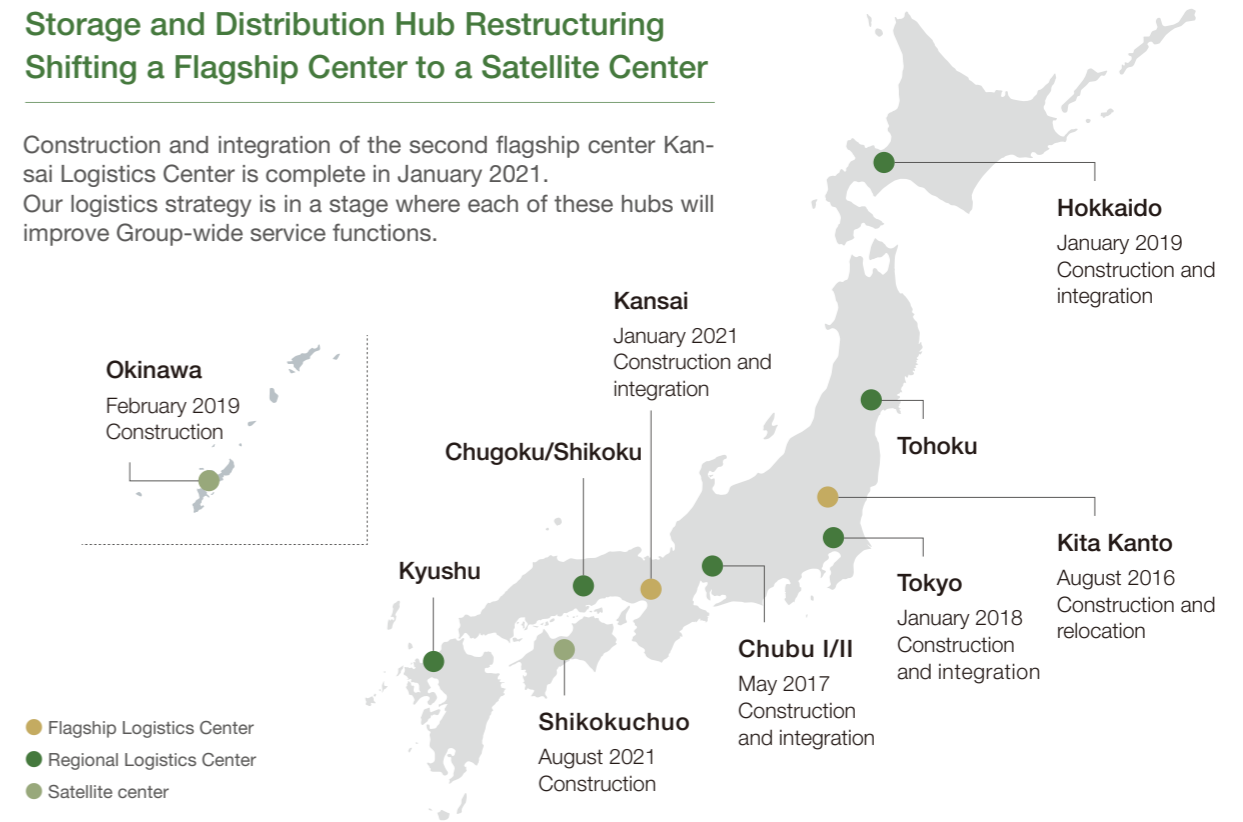 Storage and Distribution Hub Restructuring
Shifting a Flagship Center to a Satellite Center
Construction and integration of the second flagship center Kan-
sai Logistics Center is complete in January 2021.
Our logistics strategy is in a stage where each of these hubs will
improve Group-wide service functions.
Hokkaido
January 2019
Construction and
integration
Kansai
January 2021
Construction and
integration
Okinawa
February 2019
Construction
Chugoku/Shikoku
Tohoku
Kita Kanto
August 2016
Construction and
relocation
Kyushu
Tokyo
January 2018
Construction
and integration
Chubu I/II
May 2017
Construction
and integration
Shikokuchuo
August 2021
Construction
Flagship Logistics Center
Regional Logistics Center
Satellite center